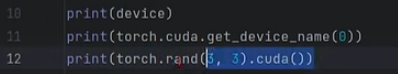 10 print(device)
11 print(torch.cuda.get_device_name(0))
12 print(torch.rand(3, 3).cuda())